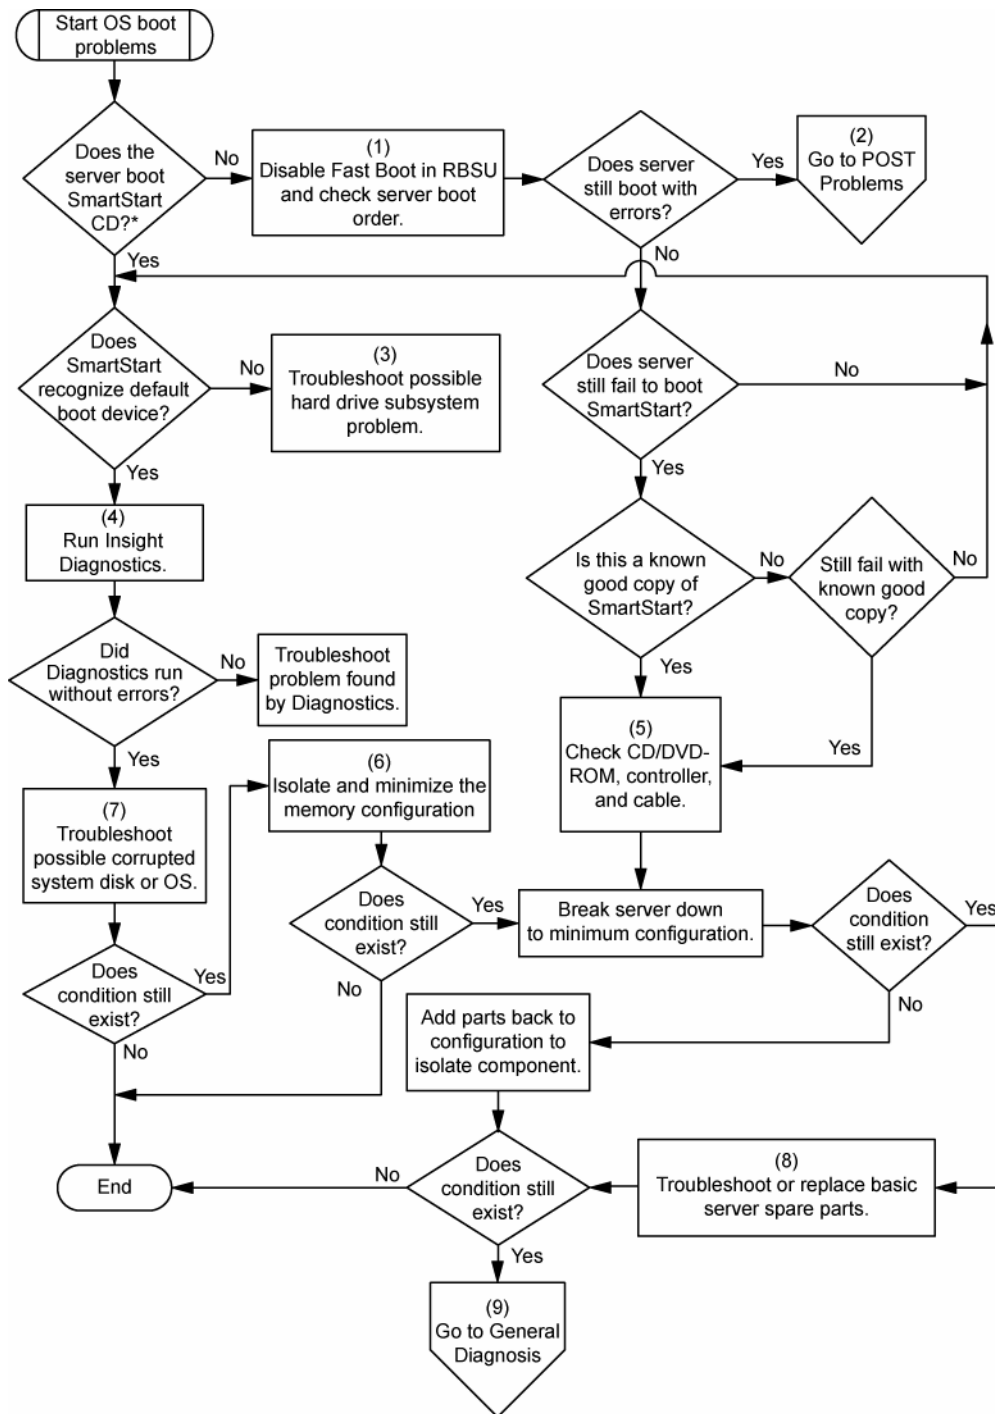 Start OS boot
problems
Does the
server boot
SmartStart
CD?*
No
(1)
Disable Fast Boot in RBSU
and check server boot
order.
Does server
still boot with
errors?
Yes
(2)
Go to POST
Problems
Yes
No
Does
SmartStart
recognize default
boot device?
No
(3)
Troubleshoot possible
hard drive subsystem
problem.
Does server
still fail to boot
SmartStart?
No
Yes
Yes
(4)
Run Insight
Diagnostics.
Is this a known
good copy of
SmartStart?
No
Still fail with
known good
copy?
No
Did
Diagnostics run
without errors?
No
Troubleshoot
problem found
by Diagnostics.
Yes
Yes
Yes
(5)
Check CD/DVD-
ROM, controller,
and cable.
(6)
Isolate and minimize the
memory configuration
(7)
Troubleshoot
possible corrupted
system disk or OS.
Does
condition still
exist?
Yes
Break server down
to minimum configuration.
Does
condition
still exist?
Yes
Does
condition still
exist?
Yes
No
No
No
Add parts back to
configuration to
isolate component.
End
No
Does
condition still
exist?
(8)
Troubleshoot or replace basic
server spare parts.
Yes
(9)
Go to General
Diagnosis